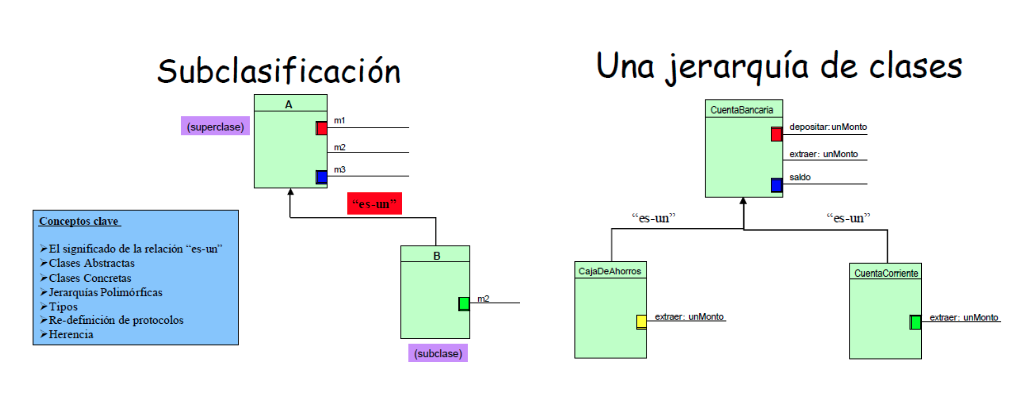 Subclasificación
A
(superclase)
m1
m2
m3
“es-un”
Conceptos clave
➢El significado de la relación “es-un”
➢Clases Abstractas
➢Clases Concretas
➢Jerarquías Polimórficas
➢Tipos
➢Re-definición de protocolos
➢Herencia
B
m2
(subclase)
Una jerarquía de clases
CuentaBancaria
depositar:unMonto
extraer: unMonto
saldo
“es-un”
“es-un”
CajaDeAhorros
extraer: unMonto
CuentaCorriente
extraer: unMonto